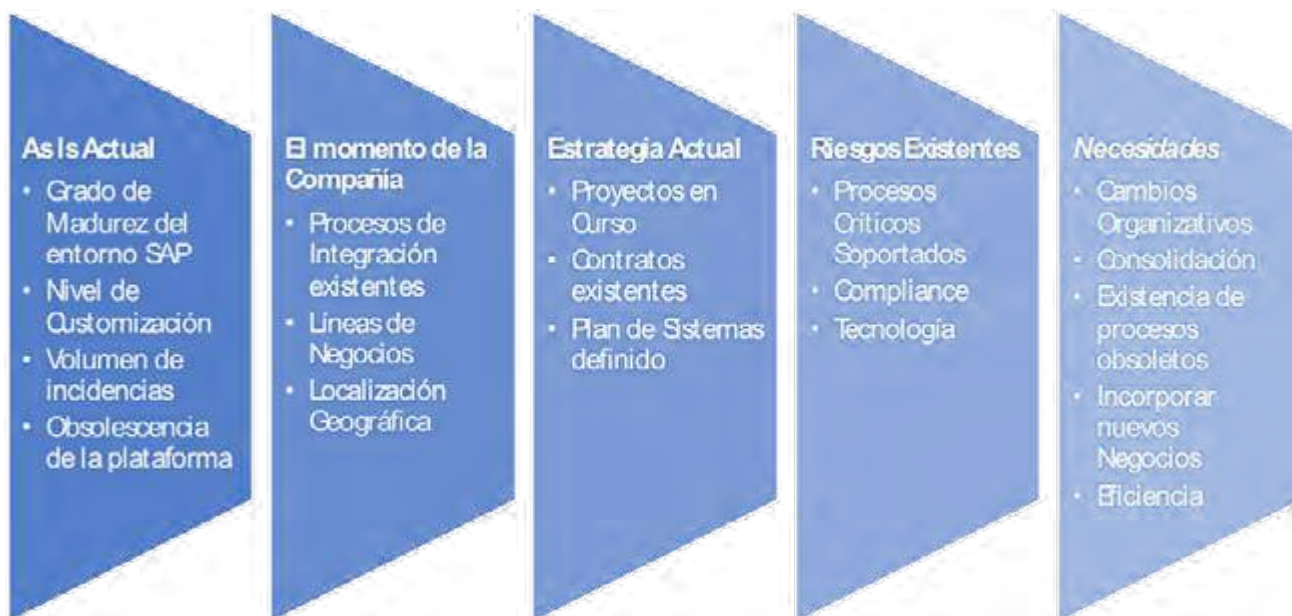 As Is Actual
• Grado de
Madurez del
entorno SAP
• Nivel de
Customización
• Volumen de
incidencias
• Obsolescencia
de la plataforma
El momento de la
Compañía
• Procesos de
Integración
existentes
• Líneas de
Negocios
• Localización
Geográfica
Estrategia Actual
• Proyectos en
Curso
• Contratos
existentes
• Plan de Sistemas
definido
Riesgos Existentes
• Procesos
Críticos
Soportados
• Compliance
• Tecnología
Necesidades
• Cambios
Organizativos
• Consolidación
• Existencia de
procesos
obsoletos
• Incorporar
nuevos
Negocios
• Eficiencia